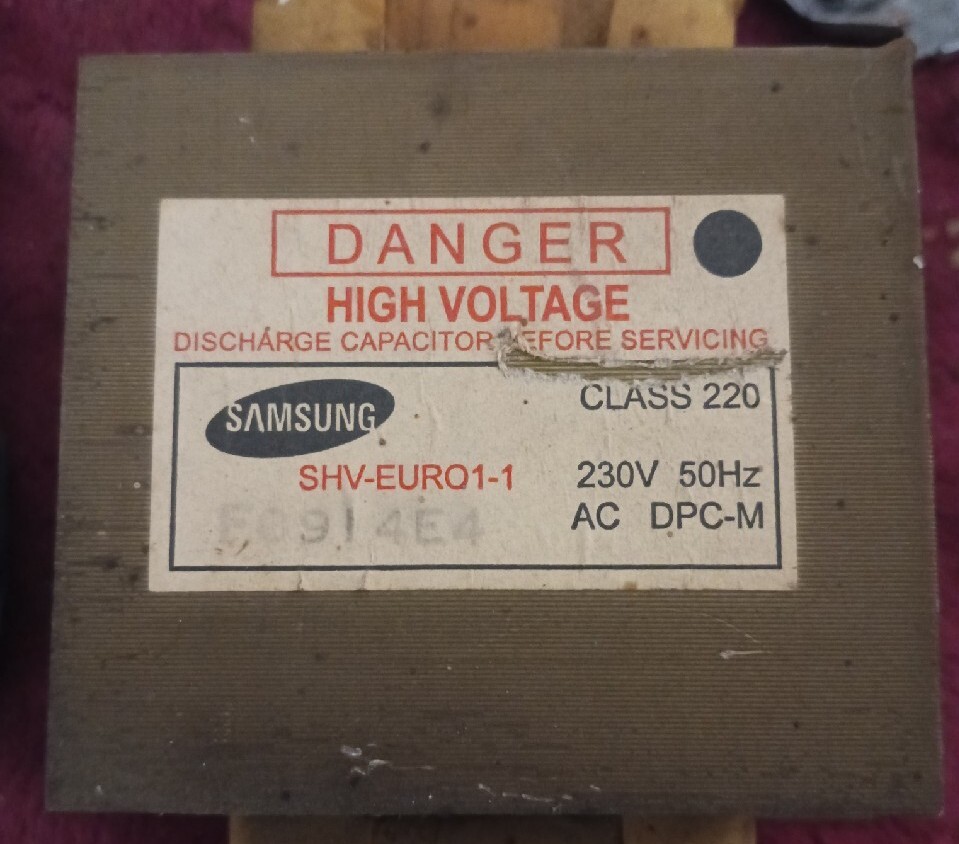 DANGER
HIGH VOLTAGE
DISCHARGE CAPACITOR BEFORE SERVICING
SAMSUNG
CLASS 220
SHV-EURO1-1
230V 50Hz
AC DPC-M